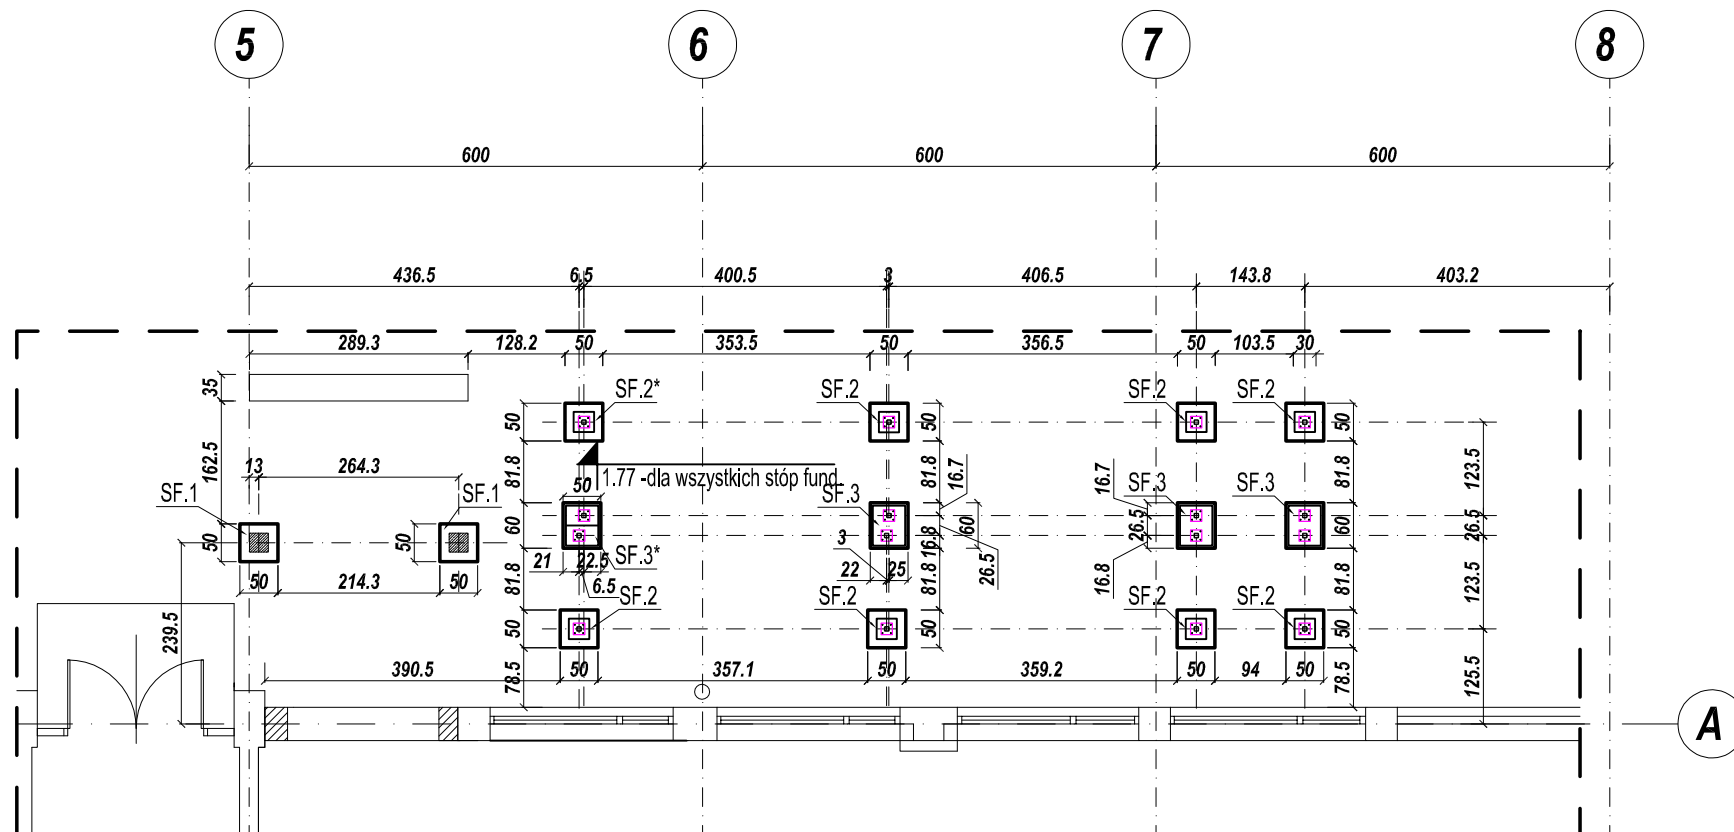 5 6 7 8
600 600 600
436.5 6.5 400.5 3 406.5 143.8 403.2
289.3 128.2 50 353.5 50 356.5 50 103.5 30
35
SF.2* SF.2 SF.2 SF.2
50 50 50
162.5 81.8 81.8 16.7 16.7 81.8 123.5
13 264.3
1.77 -dla wszystkich stóp fund.
50
SF.1 SF.1 SF.3 SF.3 SF.3
50 50 60 60 26.5 60 26.5
3 16.8 26.5 16.8
SF.3*
21 22.5 22 25
6.5
50 214.3 50
81.8 81.8 81.8 123.5
SF.2 SF.2 SF.2 SF.2
239.5 50 50 50
390.5 50 357.1 50 359.2 50 94 50
78.5 78.5 125.5
A